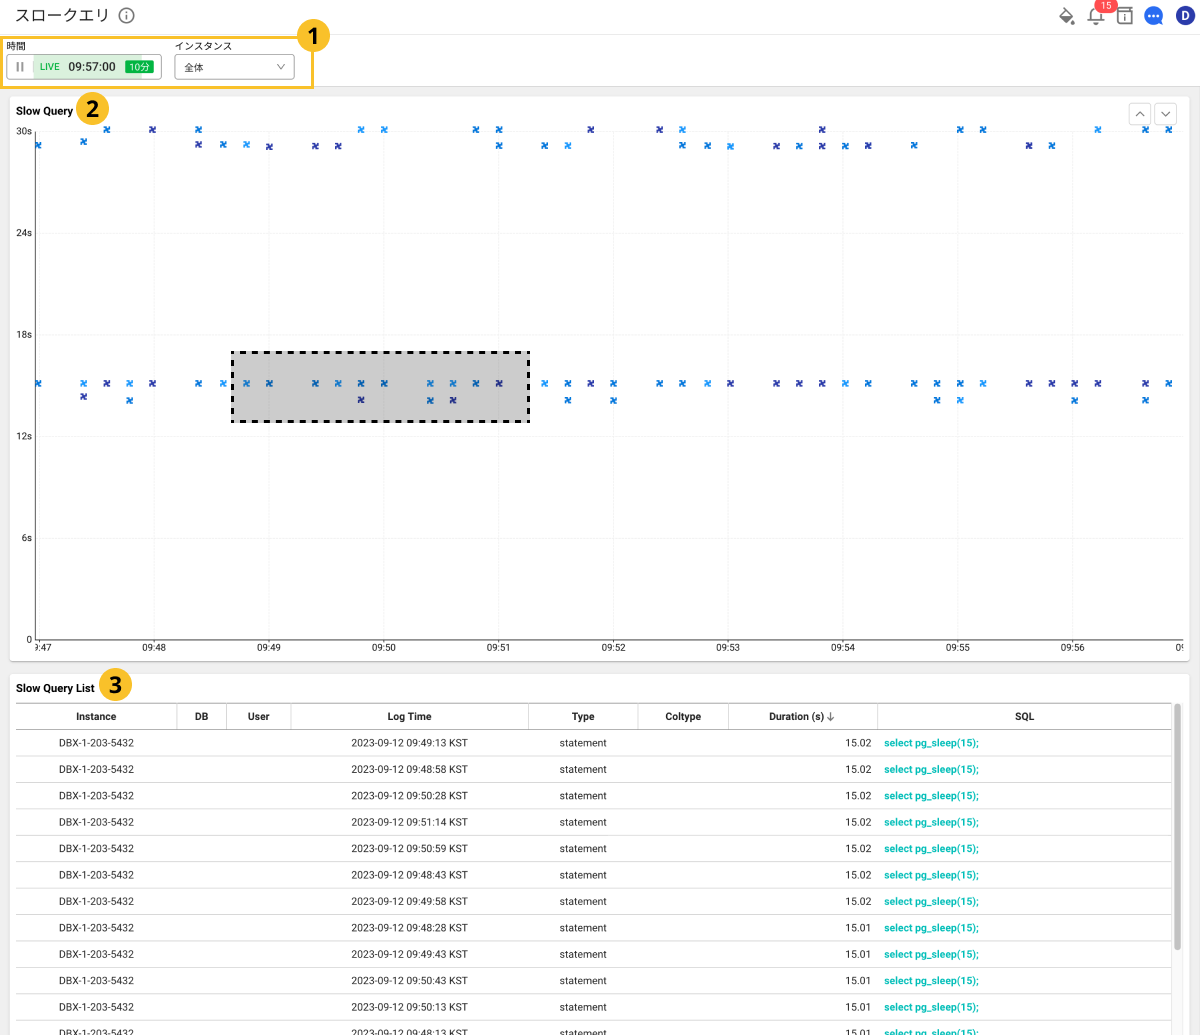 スロークエリ
15
D
1
時間 インスタンス
LIVE 09:57:00 10分 全体
Slow Query 2
30s
24s
18s
12s
6s
0
09:48 09:49 09:50 09:51 09:52 09:53 09:54 09:55 09:56
Slow Query List 3
Instance DB User Log Time Type Coltype Duration (s) ↓ SQL
DBX-1-203-5432 2023-09-12 09:49:13 KST statement 15.02 select pg_sleep(15);
DBX-1-203-5432 2023-09-12 09:48:58 KST statement 15.02 select pg_sleep(15);
DBX-1-203-5432 2023-09-12 09:50:28 KST statement 15.02 select pg_sleep(15);
DBX-1-203-5432 2023-09-12 09:51:14 KST statement 15.02 select pg_sleep(15);
DBX-1-203-5432 2023-09-12 09:50:59 KST statement 15.02 select pg_sleep(15);
DBX-1-203-5432 2023-09-12 09:48:43 KST statement 15.02 select pg_sleep(15);
DBX-1-203-5432 2023-09-12 09:49:58 KST statement 15.02 select pg_sleep(15);
DBX-1-203-5432 2023-09-12 09:48:28 KST statement 15.01 select pg_sleep(15);
DBX-1-203-5432 2023-09-12 09:49:43 KST statement 15.01 select pg_sleep(15);
DBX-1-203-5432 2023-09-12 09:50:43 KST statement 15.01 select pg_sleep(15);
DBX-1-203-5432 2023-09-12 09:50:13 KST statement 15.01 select pg_sleep(15);
DBX-1-203-5432 2023-09-12 09:48:13 KST statement 15.01 select pg_sleep(15);